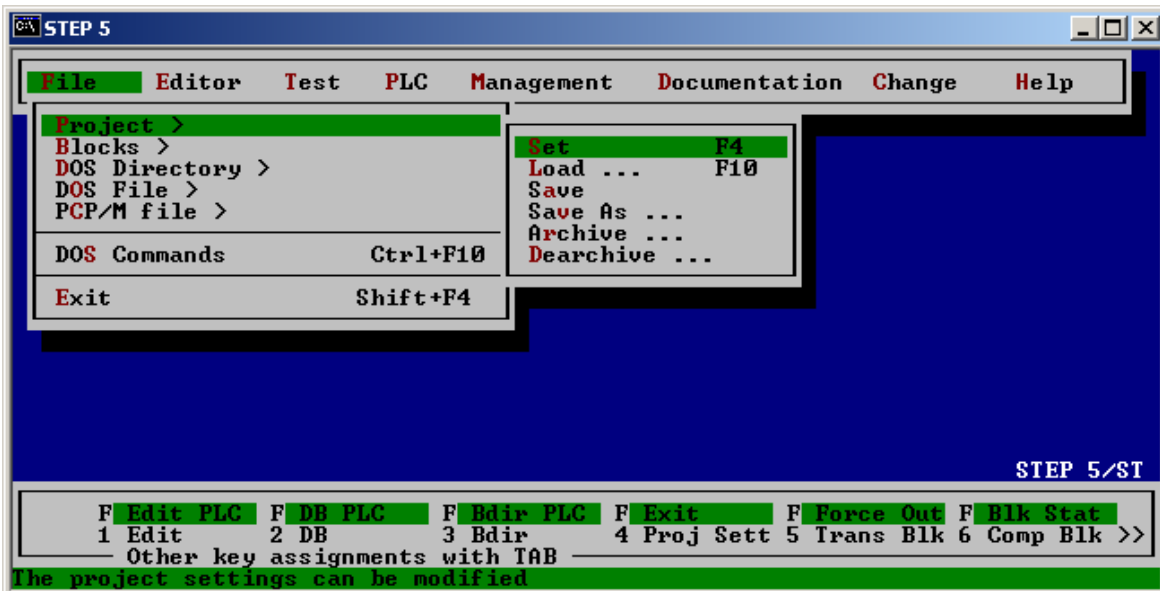 STEP 5
File Editor Test PLC Management Documentation Change Help
Project >
Blocks >
DOS Directory >
DOS File >
PCP/M file >
DOS Commands Ctrl+F10
Exit Shift+F4
Set F4
Load ... F10
Save
Save As ...
Archive ...
Dearchive ...
STEP 5/ST
F Edit PLC F DB PLC F Bdir PLC F Exit F Force Out F Blk Stat
1 Edit 2 DB 3 Bdir 4 Proj Sett 5 Trans Blk 6 Comp Blk >>
Other key assignments with TAB
The project settings can be modified